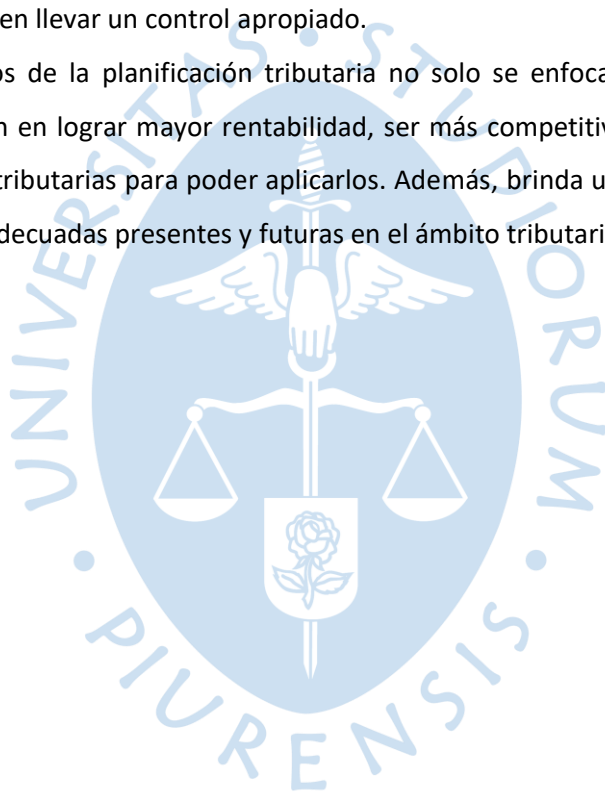 en llevar un control apropiado.
os de la planificación tributaria no solo se enfoca
n en lograr mayor rentabilidad, ser más competitiv
tributarias para poder aplicarlos. Además, brinda u
decuadas presentes y futuras en el ámbito tributari
UNIVERSITAS • STUDIORUM • PIURENSIS •